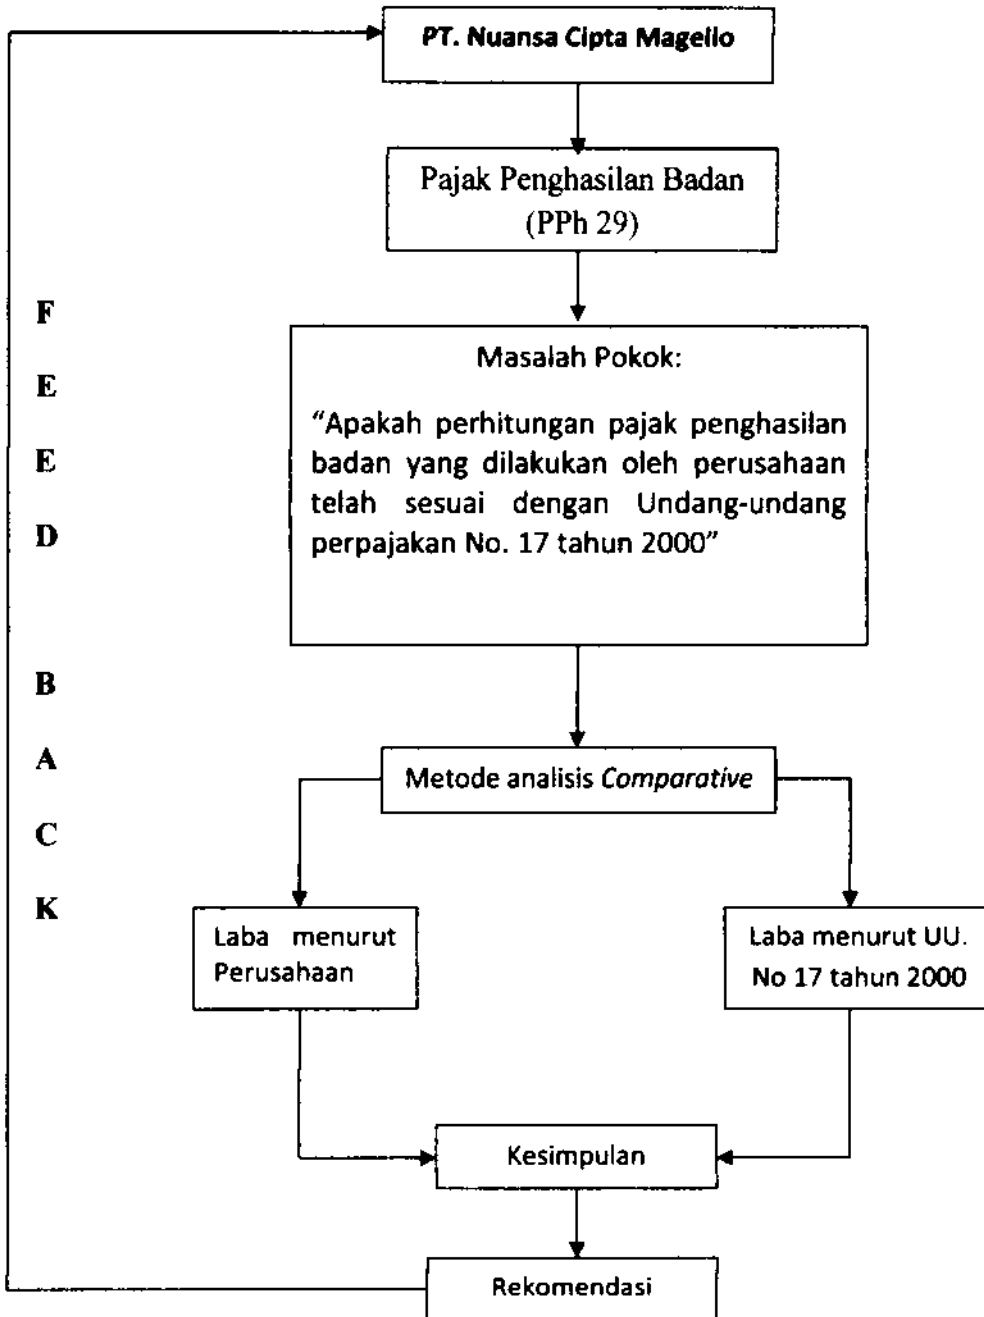 PT. Nuansa Cipta Magello
Pajak Penghasilan Badan
(PPh 29)
Masalah Pokok:
“Apakah perhitungan pajak penghasilan
badan yang dilakukan oleh perusahaan
telah sesuai dengan Undang-undang
perpajakan No. 17 tahun 2000”
Metode analisis Comparative
Laba menurut
Perusahaan
Laba menurut UU.
No 17 tahun 2000
Kesimpulan
Rekomendasi
F
E
E
D
B
A
C
K